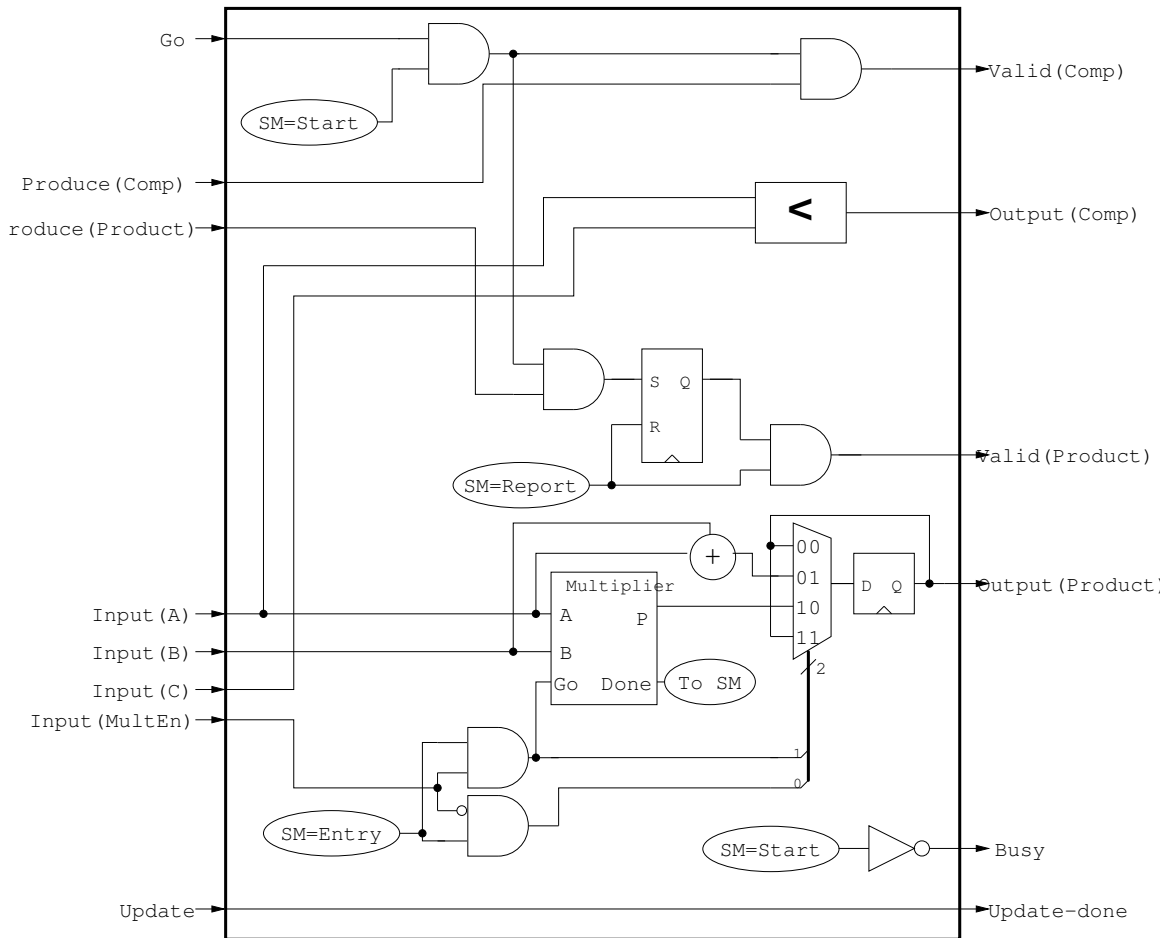 Go
Valid(Comp)
SM=Start
Produce(Comp)
<
Output(Comp)
roduce(Product)
S Q
R
Valid(Product)
SM=Report
+
00
01
10
11
D Q
Output(Product)
Multiplier
A
P
B
Go Done
To SM
2
Input(A)
Input(B)
Input(C)
Input(MultEn)
1
0
SM=Entry
SM=Start
Busy
Update
Update-done